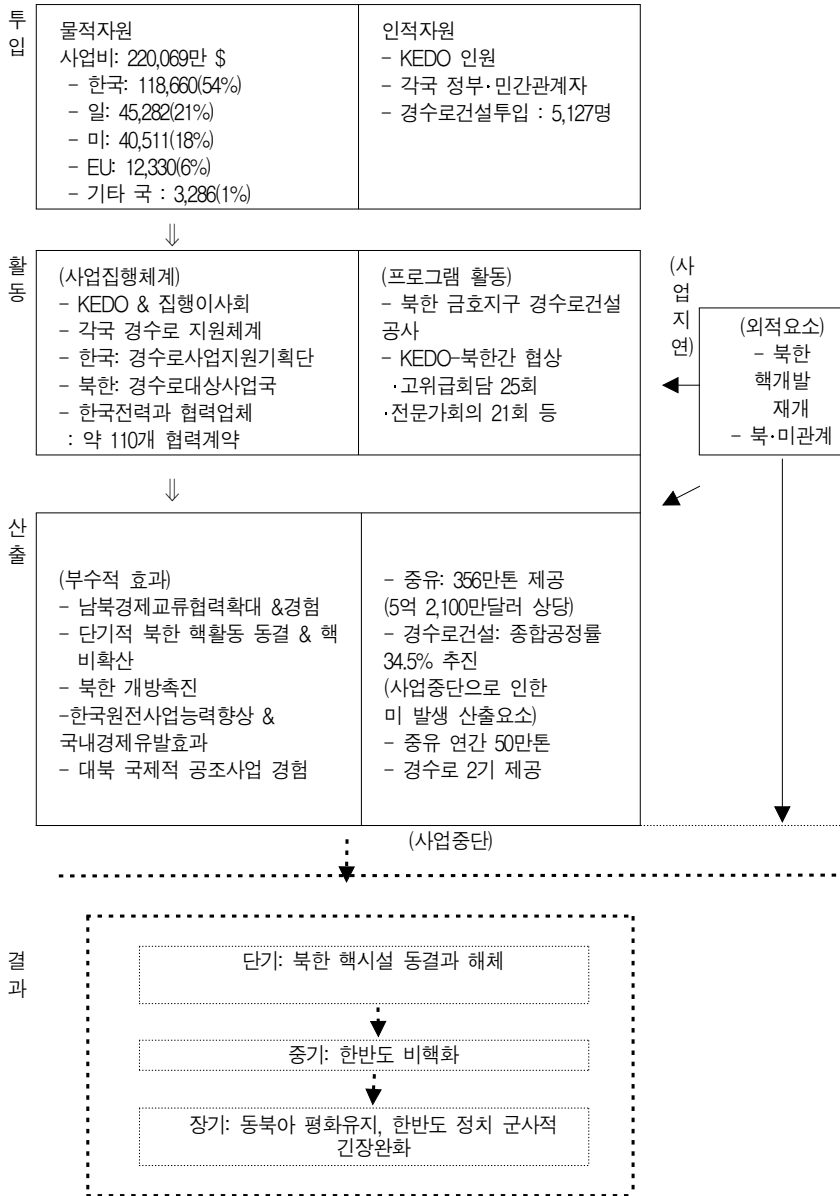 투
입
물적자원
사업비: 220,069만 $
- 한국: 118,660(54%)
- 일: 45,282(21%)
- 미: 40,511(18%)
- EU: 12,330(6%)
- 기타 국 : 3,286(1%)
인적자원
- KEDO 인원
- 각국 정부·민간관계자
- 경수로건설투입 : 5,127명
⇓
활
동
(사업집행체계)
- KEDO & 집행이사회
- 각국 경수로 지원체계
- 한국: 경수로사업지원기획단
- 북한: 경수로대상사업국
- 한국전력과 협력업체
: 약 110개 협력계약
(프로그램 활동)
- 북한 금호지구 경수로건설
공사
- KEDO-북한간 협상
·고위급회담 25회
·전문가회의 21회 등
(사
업
지
연)
(외적요소)
- 북한
핵개발
재개
- 북·미관계
⇓
산
출
(부수적 효과)
- 남북경제교류협력확대 &경험
- 단기적 북한 핵활동 동결 & 핵
비확산
- 북한 개방촉진
-한국원전사업능력향상 &
국내경제유발효과
- 대북 국제적 공조사업 경험
- 중유: 356만톤 제공
(5억 2,100만달러 상당)
- 경수로건설: 종합공정률
34.5% 추진
(사업중단으로 인한
미 발생 산출요소)
- 중유 연간 50만톤
- 경수로 2기 제공
(사업중단)
결
과
단기: 북한 핵시설 동결과 해체
중기: 한반도 비핵화
장기: 동북아 평화유지, 한반도 정치 군사적
긴장완화